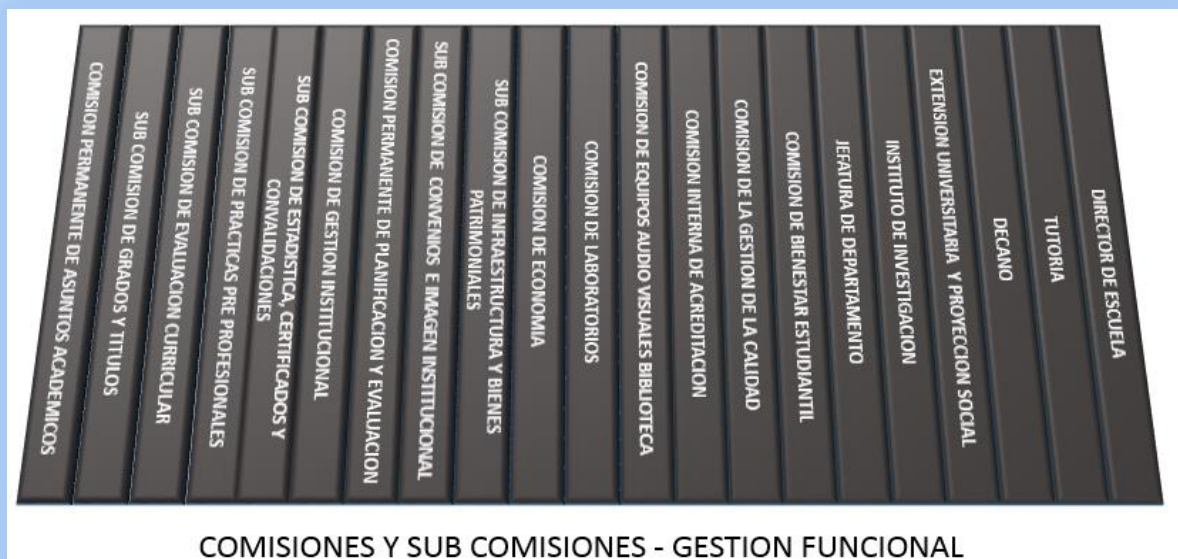 COMISION PERMANENTE DE ASUNTOS ACADEMICOS
SUB COMISION DE GRADOS Y TITULOS
SUB COMISION DE EVALUACION CURRICULAR
SUB COMISION DE PRACTICAS PRE PROFESIONALES
SUB COMISION DE ESTADISTICA, CERTIFICADOS Y
CONVALIDACIONES
COMISION DE GESTION INSTITUCIONAL
COMISION PERMANENTE DE PLANIFICACION Y EVALUACION
SUB COMISION DE CONVENIOS E IMAGEN INSTITUCIONAL
SUB COMISION DE INFRAESTRUCTURA Y BIENES
PATRIMONIALES
COMISION DE ECONOMIA
COMISION DE LABORATORIOS
COMISION DE EQUIPOS AUDIO VISUALES BIBLIOTECA
COMISION INTERNA DE ACREDITACION
COMISION DE LA GESTION DE LA CALIDAD
COMISION DE BIENESTAR ESTUDIANTIL
JEFATURA DE DEPARTAMENTO
INSTITUTO DE INVESTIGACION
EXTENSION UNIVERSITARIA Y PROYECCION SOCIAL
DECANO
TUTORIA
DIRECTOR DE ESCUELA
COMISIONES Y SUB COMISIONES - GESTION FUNCIONAL